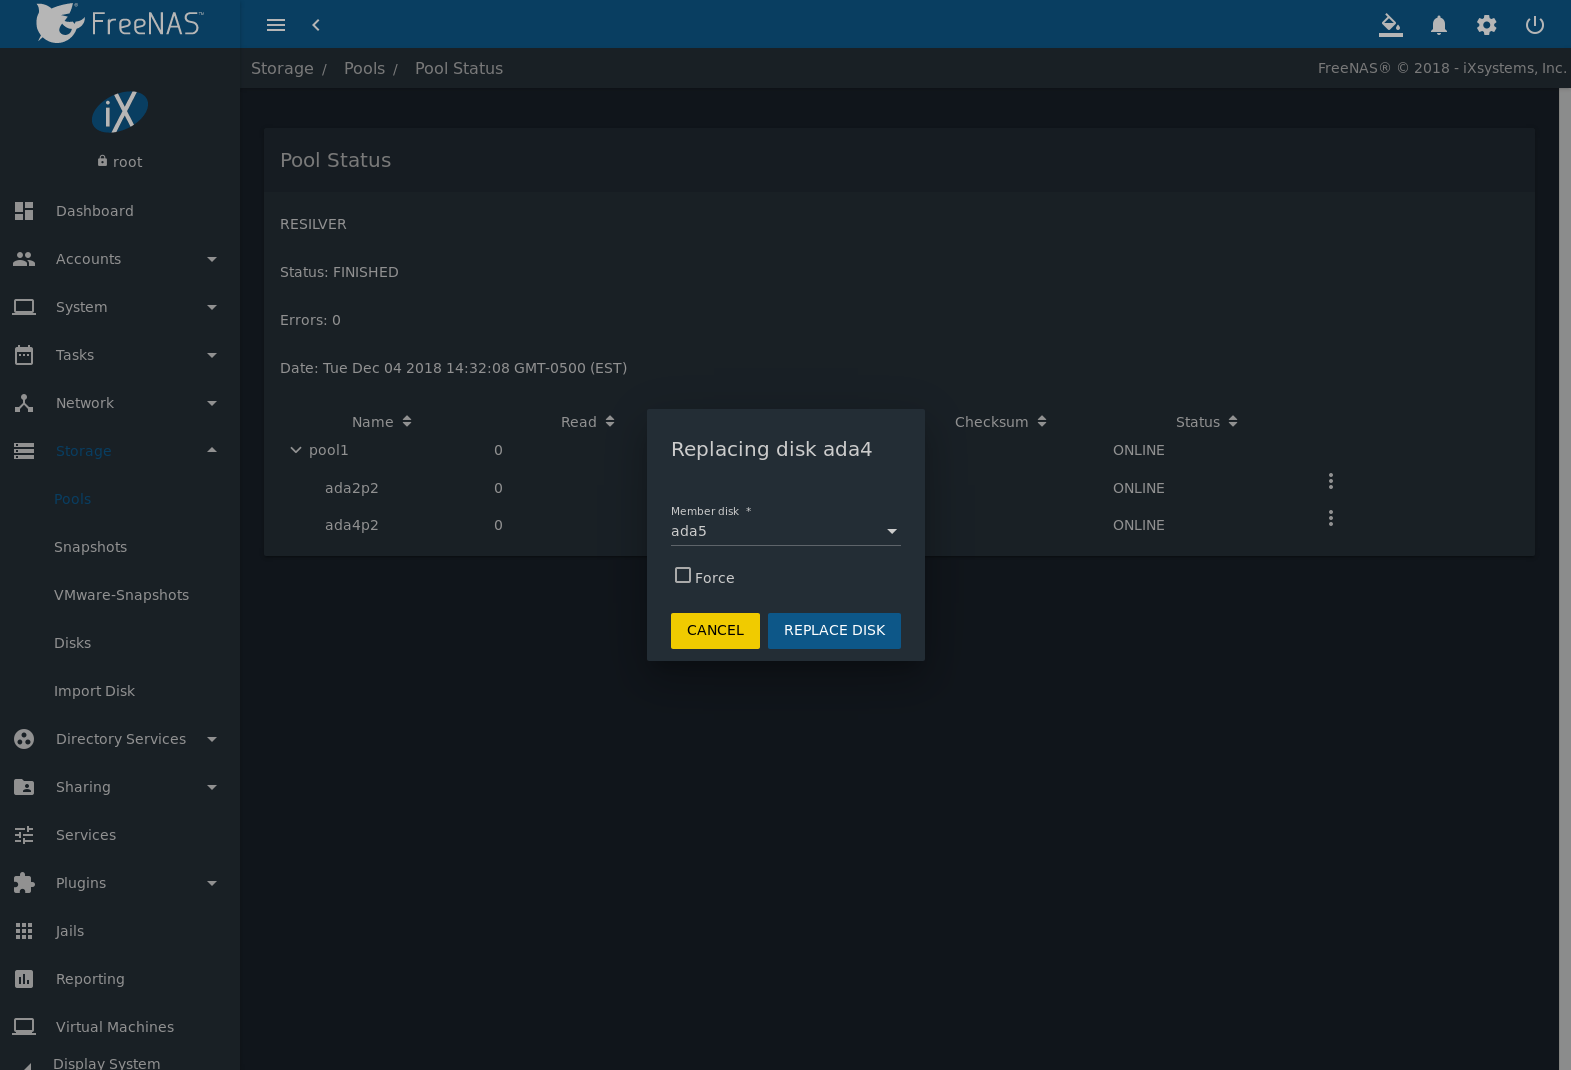 FreeNAS™
Storage / Pools / Pool Status
FreeNAS® © 2018 - iXsystems, Inc.
iX
root
Dashboard
Accounts
System
Tasks
Network
Storage
Pools
Snapshots
VMware-Snapshots
Disks
Import Disk
Directory Services
Sharing
Services
Plugins
Jails
Reporting
Virtual Machines
Display System
Pool Status
RESILVER
Status: FINISHED
Errors: 0
Date: Tue Dec 04 2018 14:32:08 GMT-0500 (EST)
Name Read Checksum Status
pool1 0 ONLINE
ada2p2 0 ONLINE
ada4p2 0 ONLINE
Replacing disk ada4
Member disk *
ada5
Force
CANCEL REPLACE DISK